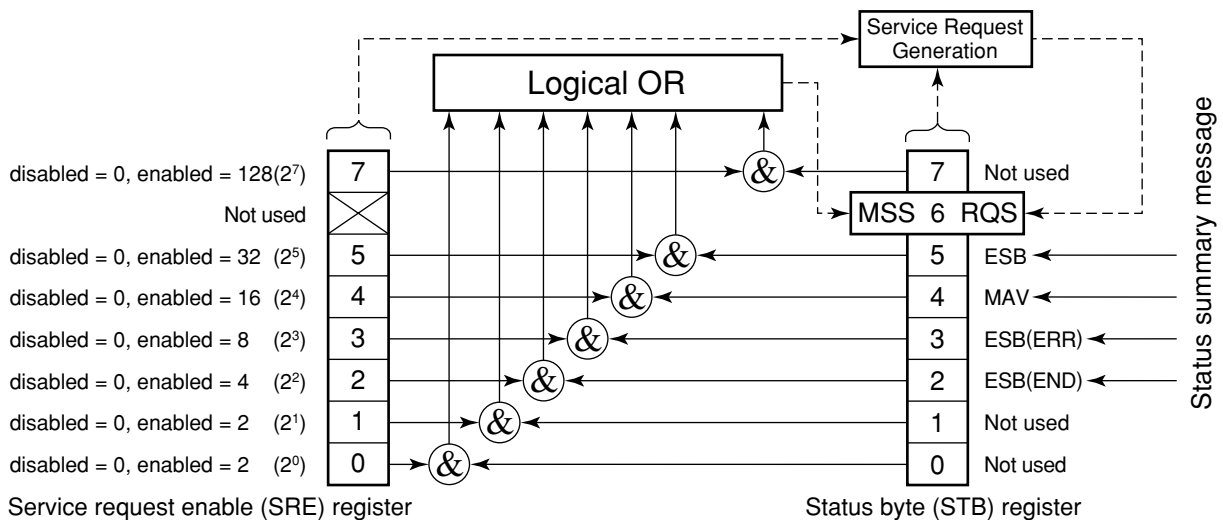 Service Request
Generation
Logical OR
disabled = 0, enabled = 128(2⁷) 7 & 7 Not used
Not used MSS 6 RQS
disabled = 0, enabled = 32 (2⁵) 5 & 5 ESB
disabled = 0, enabled = 16 (2⁴) 4 & 4 MAV
disabled = 0, enabled = 8 (2³) 3 & 3 ESB(ERR)
disabled = 0, enabled = 4 (2²) 2 & 2 ESB(END)
disabled = 0, enabled = 2 (2¹) 1 & 1 Not used
disabled = 0, enabled = 2 (2⁰) 0 & 0 Not used
Service request enable (SRE) register
Status byte (STB) register
Status summary message